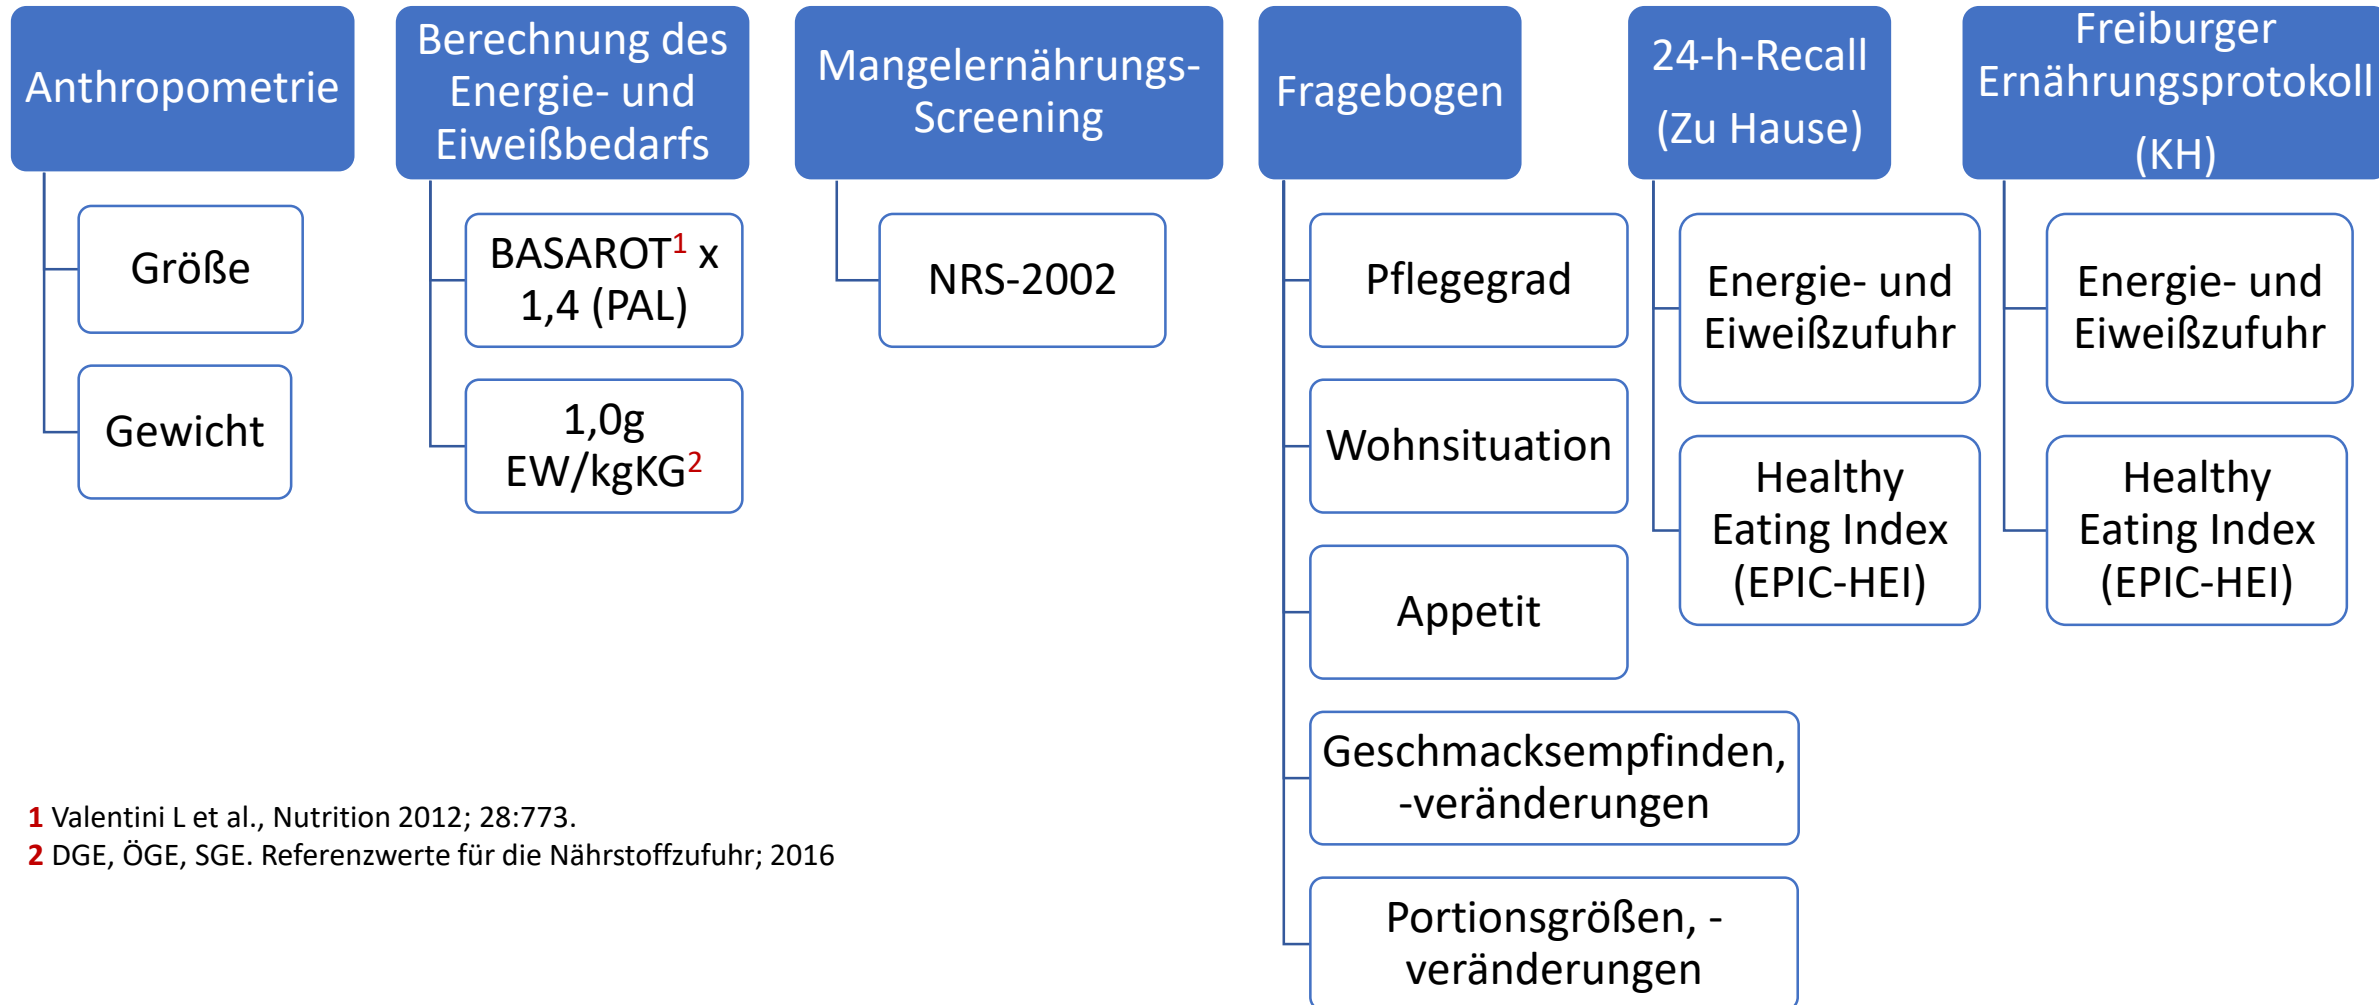 Anthropometrie
Größe
Gewicht
Berechnung des
Energie- und
Eiweißbedarfs
BASAROT1 x
1,4 (PAL)
1,0g
EW/kgKG2
Mangelernährungs-
Screening
NRS-2002
Fragebogen
Pflegegrad
Wohnsituation
Appetit
Geschmacksempfinden,
-veränderungen
Portionsgrößen, -
veränderungen
24-h-Recall
(Zu Hause)
Energie- und
Eiweißzufuhr
Healthy
Eating Index
(EPIC-HEI)
Freiburger
Ernährungsprotokoll
(KH)
Energie- und
Eiweißzufuhr
Healthy
Eating Index
(EPIC-HEI)
1 Valentini L et al., Nutrition 2012; 28:773.
2 DGE, ÖGE, SGE. Referenzwerte für die Nährstoffzufuhr; 2016